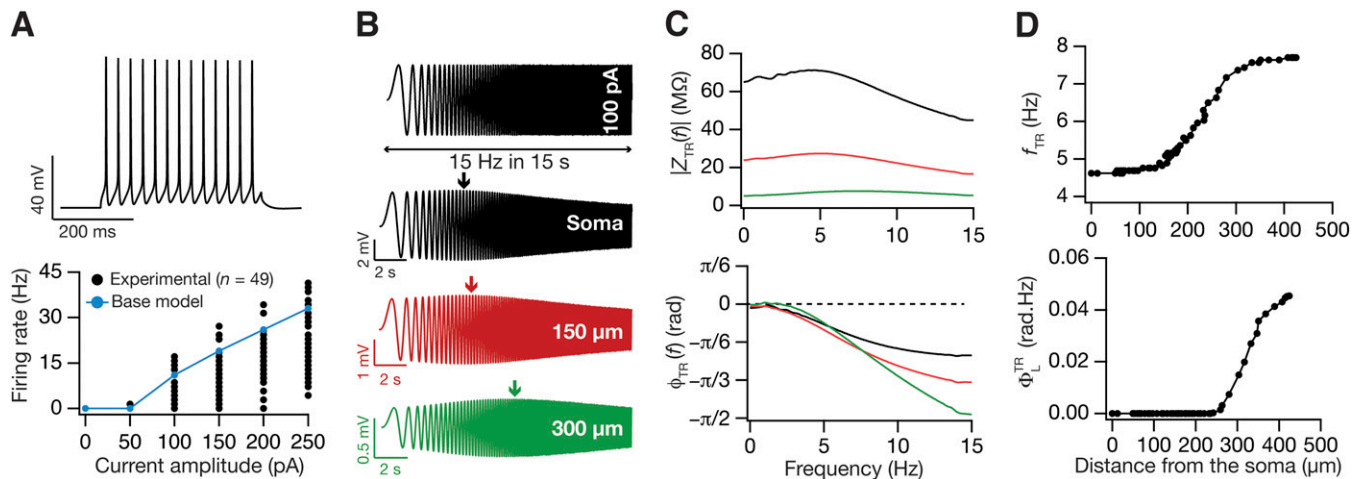 A
40 mV
200 ms
Firing rate (Hz)
45
30
15
0
Experimental (n = 49)
Base model
0 50 100 150 200 250
Current amplitude (pA)
B
100 pA
15 Hz in 15 s
Soma
2 mV
2 s
150 µm
1 mV
2 s
300 µm
0.5 mV
2 s
C
|Z_TR(f)| (MΩ)
80
60
40
20
0
0 5 10 15
ϕ_TR(f) (rad)
π/6
0
−π/6
−π/3
−π/2
0 5 10 15
Frequency (Hz)
D
f_TR (Hz)
8
7
6
5
4
0 100 200 300 400 500
Φ_L^TR (rad.Hz)
0.06
0.04
0.02
0.00
0 100 200 300 400 500
Distance from the soma (µm)